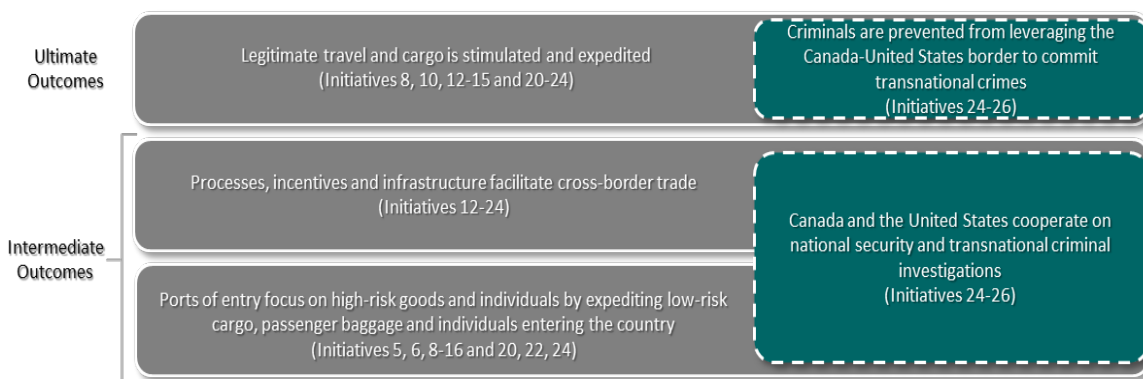 Ultimate
Outcomes
Legitimate travel and cargo is stimulated and expedited
(Initiatives 8, 10, 12-15 and 20-24)
Criminals are prevented from leveraging the
Canada-United States border to commit
transnational crimes
(Initiatives 24-26)
Intermediate
Outcomes
Processes, incentives and infrastructure facilitate cross-border trade
(Initiatives 12-24)
Ports of entry focus on high-risk goods and individuals by expediting low-risk
cargo, passenger baggage and individuals entering the country
(Initiatives 5, 6, 8-16 and 20, 22, 24)
Canada and the United States cooperate on
national security and transnational criminal
investigations
(Initiatives 24-26)